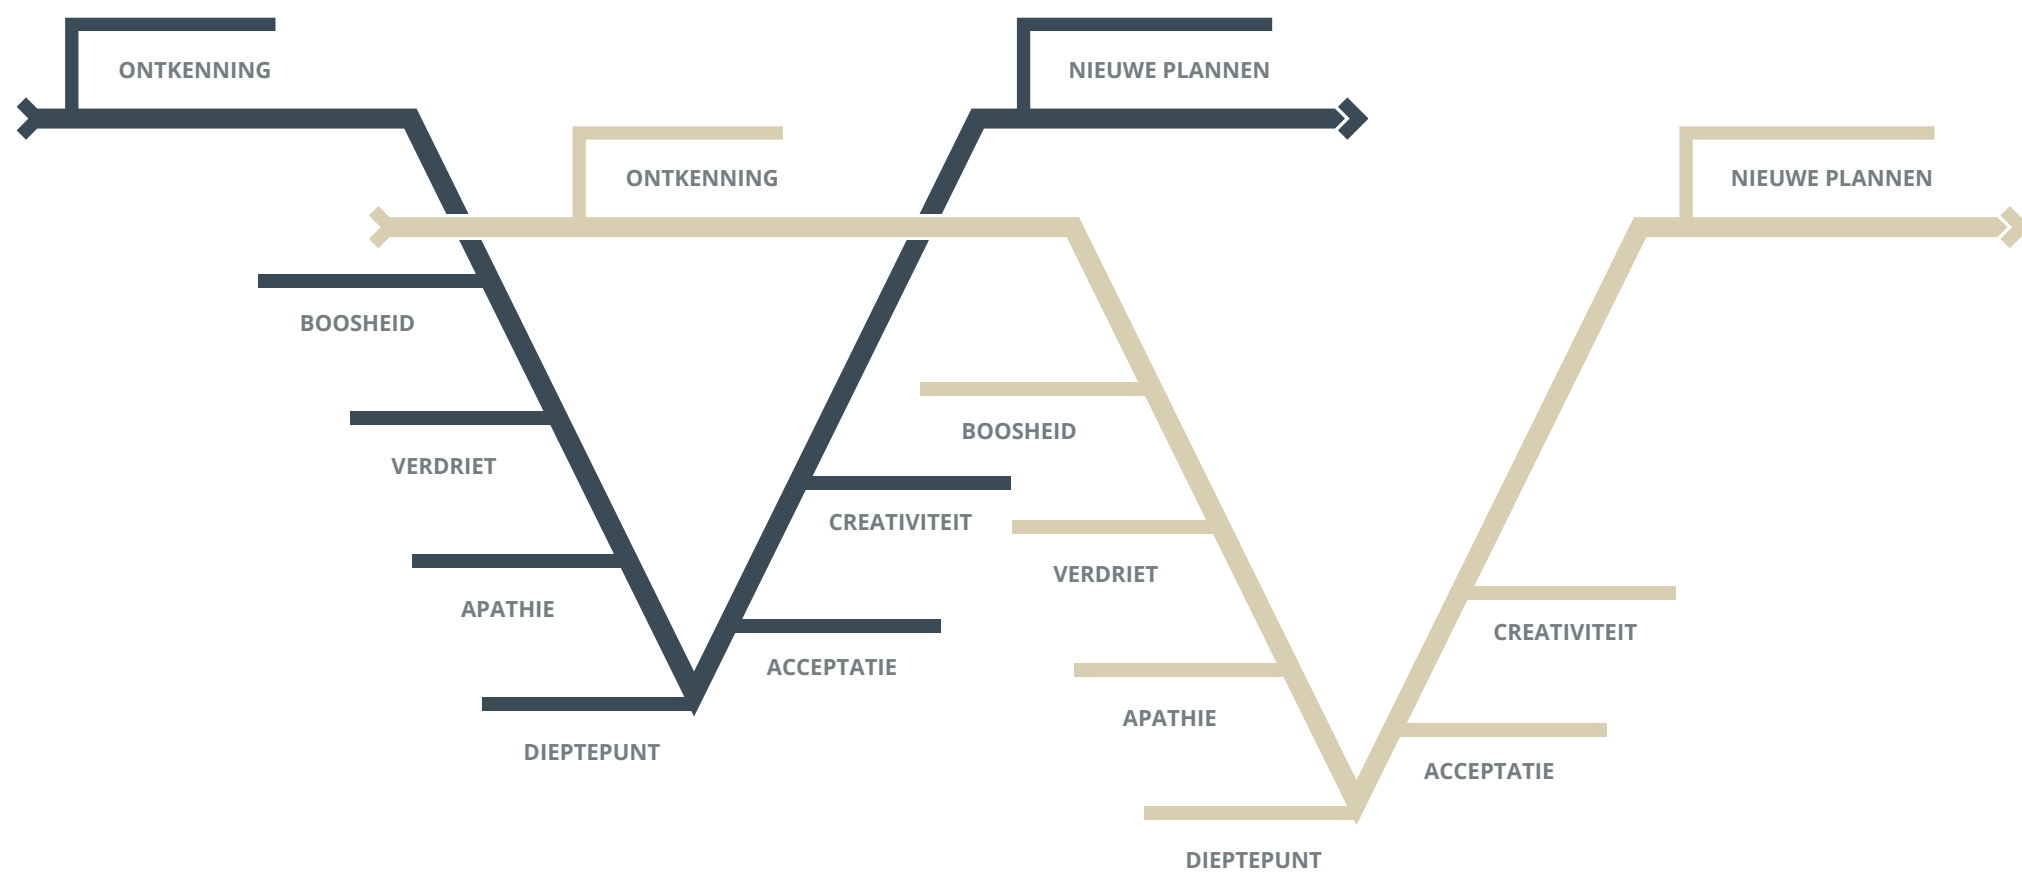 ONTKENNING
NIEUWE PLANNEN
ONTKENNING
NIEUWE PLANNEN
BOOSHEID
BOOSHEID
VERDRIET
CREATIVITEIT
VERDRIET
APATHIE
CREATIVITEIT
ACCEPTATIE
APATHIE
DIEPTEPUNT
ACCEPTATIE
DIEPTEPUNT